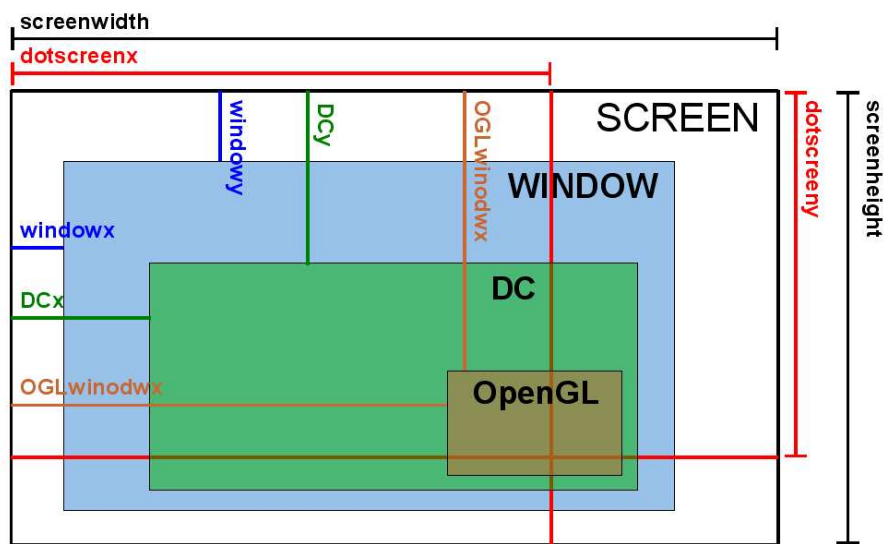 screenwidth
dotscreenx
SCREEN
windowy
DCy
OGLwinodwx
dotscreeny
screenheight
WINDOW
windowx
DC
DCx
OGLwinodwx
OpenGL